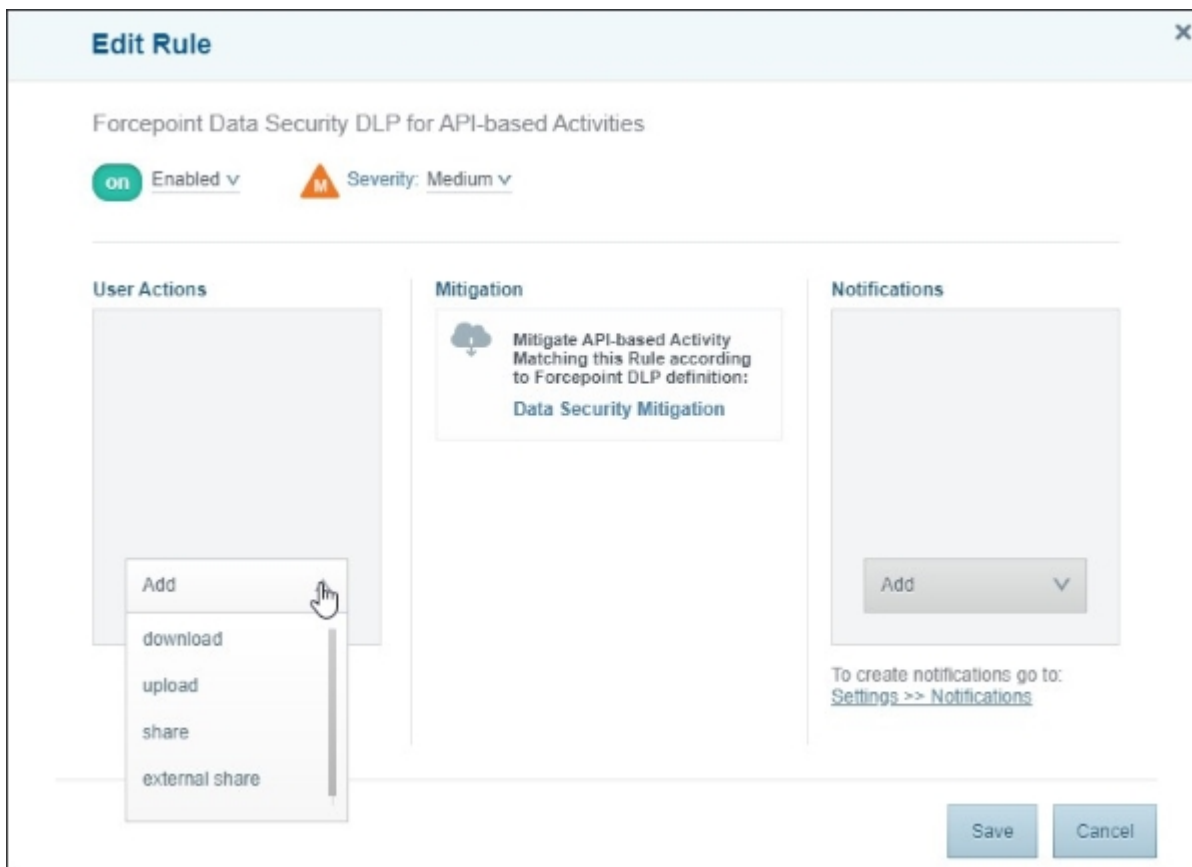 Edit Rule
×
Forcepoint Data Security DLP for API-based Activities
on Enabled
M Severity: Medium
User Actions
Add
download
upload
share
external share
Mitigation
Mitigate API-based Activity
Matching this Rule according
to Forcepoint DLP definition:
Data Security Mitigation
Notifications
Add
To create notifications go to:
Settings >> Notifications
Save Cancel